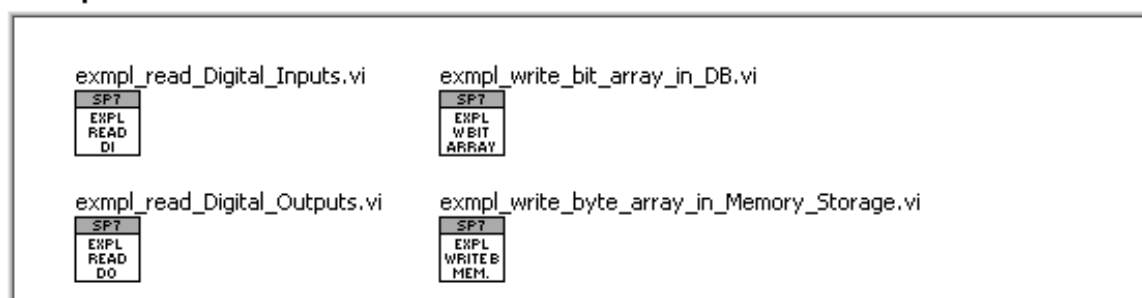 exmpl_read_Digital_Inputs.vi
SP7
EXPL
READ
DI
exmpl_write_bit_array_in_DB.vi
SP7
EXPL
W BIT
ARRAY
exmpl_read_Digital_Outputs.vi
SP7
EXPL
READ
DO
exmpl_write_byte_array_in_Memory_Storage.vi
SP7
EXPL
WRITE B
MEM.